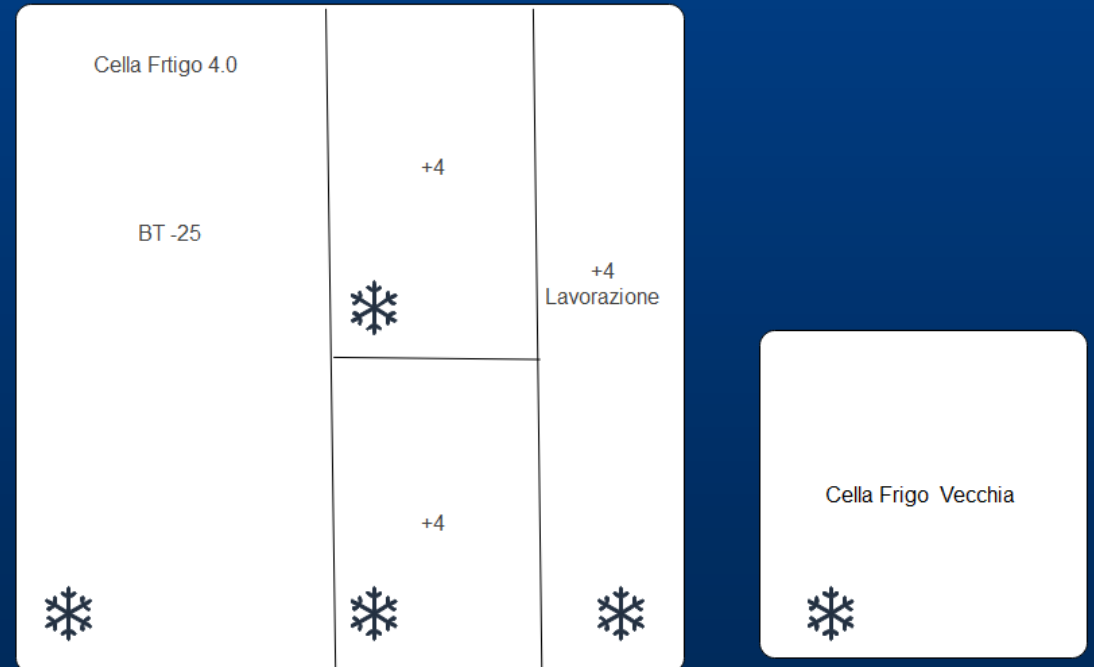 Cella Frtigo 4.0
+4
BT -25
+4
Lavorazione
Cella Frigo  Vecchia
+4